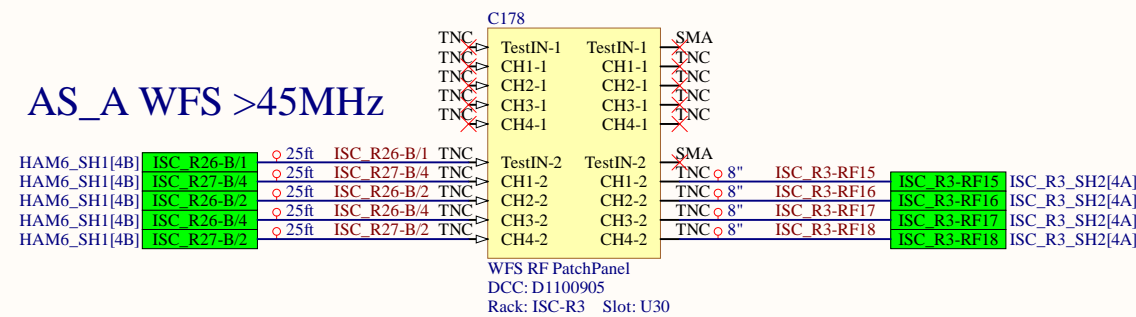 C178
TNC TestIN-1 TestIN-1 SMA
TNC CH1-1 CH1-1 TNC
TNC CH2-1 CH2-1 TNC
TNC CH3-1 CH3-1 TNC
TNC CH4-1 CH4-1 TNC
AS_A WFS >45MHz
HAM6_SH1[4B] ISC_R26-B/1 25ft ISC_R26-B/1 TNC TestIN-2 TestIN-2 SMA
HAM6_SH1[4B] ISC_R27-B/4 25ft ISC_R27-B/4 TNC CH1-2 CH1-2 TNC 8" ISC_R3-RF15 ISC_R3-RF15 ISC_R3_SH2[4A]
HAM6_SH1[4B] ISC_R26-B/2 25ft ISC_R26-B/2 TNC CH2-2 CH2-2 TNC 8" ISC_R3-RF16 ISC_R3-RF16 ISC_R3_SH2[4A]
HAM6_SH1[4B] ISC_R26-B/4 25ft ISC_R26-B/4 TNC CH3-2 CH3-2 TNC 8" ISC_R3-RF17 ISC_R3-RF17 ISC_R3_SH2[4A]
HAM6_SH1[4B] ISC_R27-B/2 25ft ISC_R27-B/2 TNC CH4-2 CH4-2 TNC 8" ISC_R3-RF18 ISC_R3-RF18 ISC_R3_SH2[4A]
WFS RF PatchPanel
DCC: D1100905
Rack: ISC-R3 Slot: U30